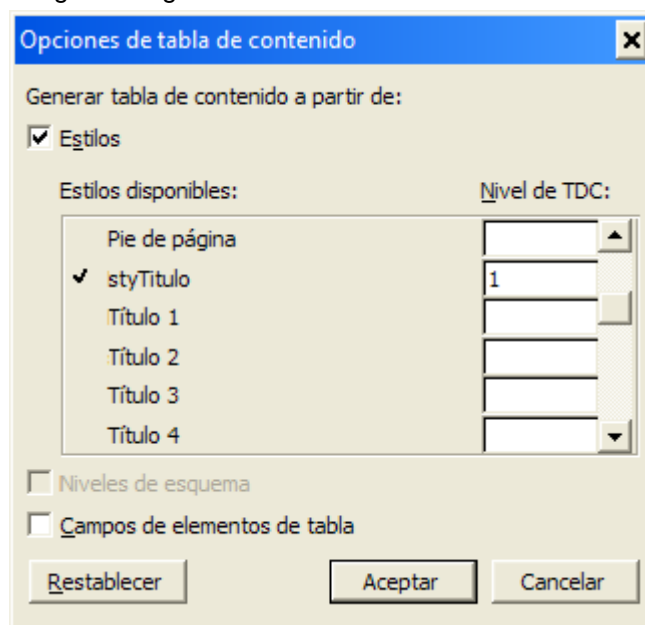 Opciones de tabla de contenido
Generar tabla de contenido a partir de:
Estilos
Estilos disponibles: Nivel de TDC:
Pie de página
styTitulo 1
Título 1
Título 2
Título 3
Título 4
Niveles de esquema
Campos de elementos de tabla
Restablecer Aceptar Cancelar